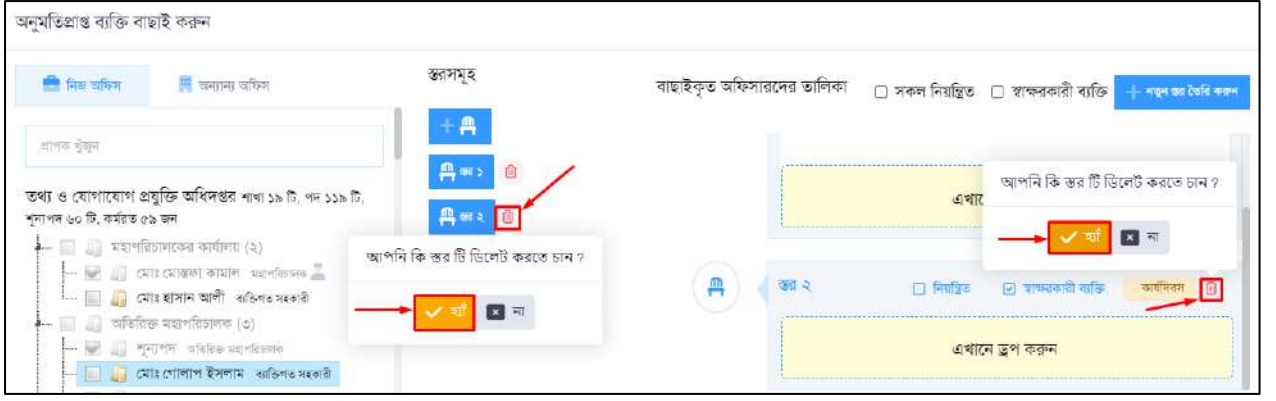 অনুমতিপ্রাপ্ত ব্যক্তি বাছাই করুন
নিজ অফিস
অন্যান্য অফিস
প্রাপক খুঁজুন
তথ্য ও যোগাযোগ প্রযুক্তি অধিদপ্তর শাখা ১৯ টি, পদ ১১৯ টি,
শূন্যপদ ৬০ টি, কর্মরত ৫৯ জন
মহাপরিচালকের কার্যালয় (২)
মোঃ মোস্তফা কামাল মহাপরিচালক
মোঃ হাসান আলী ব্যক্তিগত সহকারী
অতিরিক্ত মহাপরিচালক (৩)
শূন্যপদ অতিরিক্ত মহাপরিচালক
মোঃ গোলাপ ইসলাম ব্যক্তিগত সহকারী
স্তরসমূহ
স্তর ১
স্তর ২
আপনি কি স্তর টি ডিলেট করতে চান ?
হ্যাঁ
না
বাছাইকৃত অফিসারদের তালিকা
সকল নিয়ন্ত্রিত
স্বাক্ষরকারী ব্যক্তি
নতুন স্তর তৈরি করুন
এখানে
আপনি কি স্তর টি ডিলেট করতে চান ?
হ্যাঁ
না
স্তর ২
নিয়ন্ত্রিত
স্বাক্ষরকারী ব্যক্তি
কার্যদিবস
এখানে ড্রপ করুন